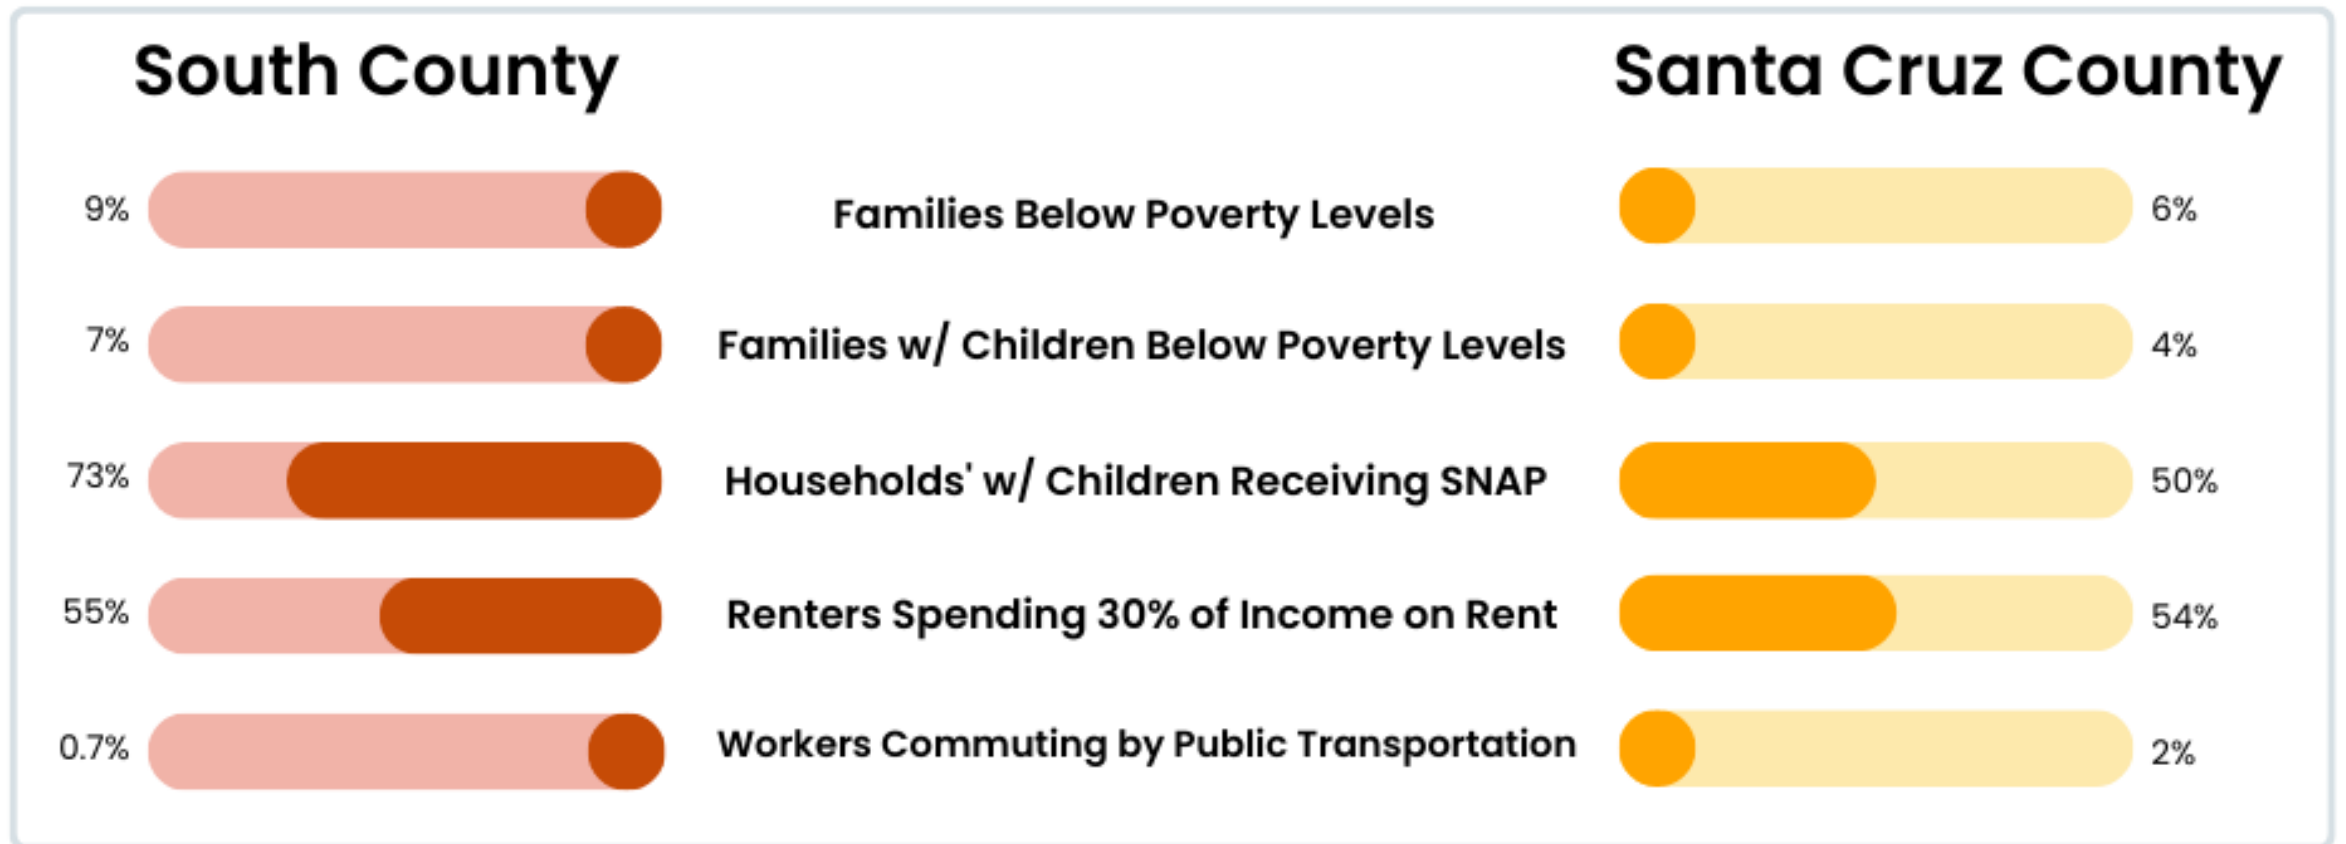 South County Santa Cruz County
9% Families Below Poverty Levels 6%
7% Families w/ Children Below Poverty Levels 4%
73% Households' w/ Children Receiving SNAP 50%
55% Renters Spending 30% of Income on Rent 54%
0.7% Workers Commuting by Public Transportation 2%